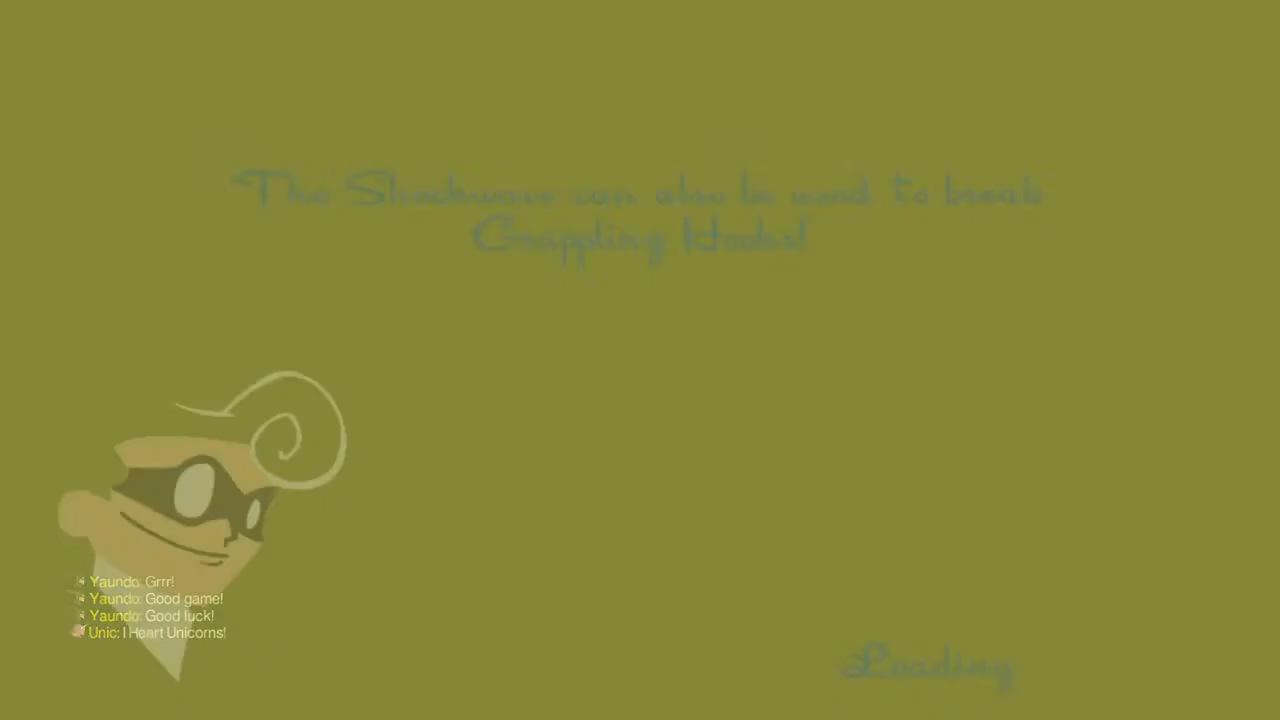 The Shockwave can also be used to break
Grappling Hooks!
Yaundo: Grrr!
Yaundo: Good game!
Yaundo: Good luck!
Unic: I Heart Unicorns!
Loading